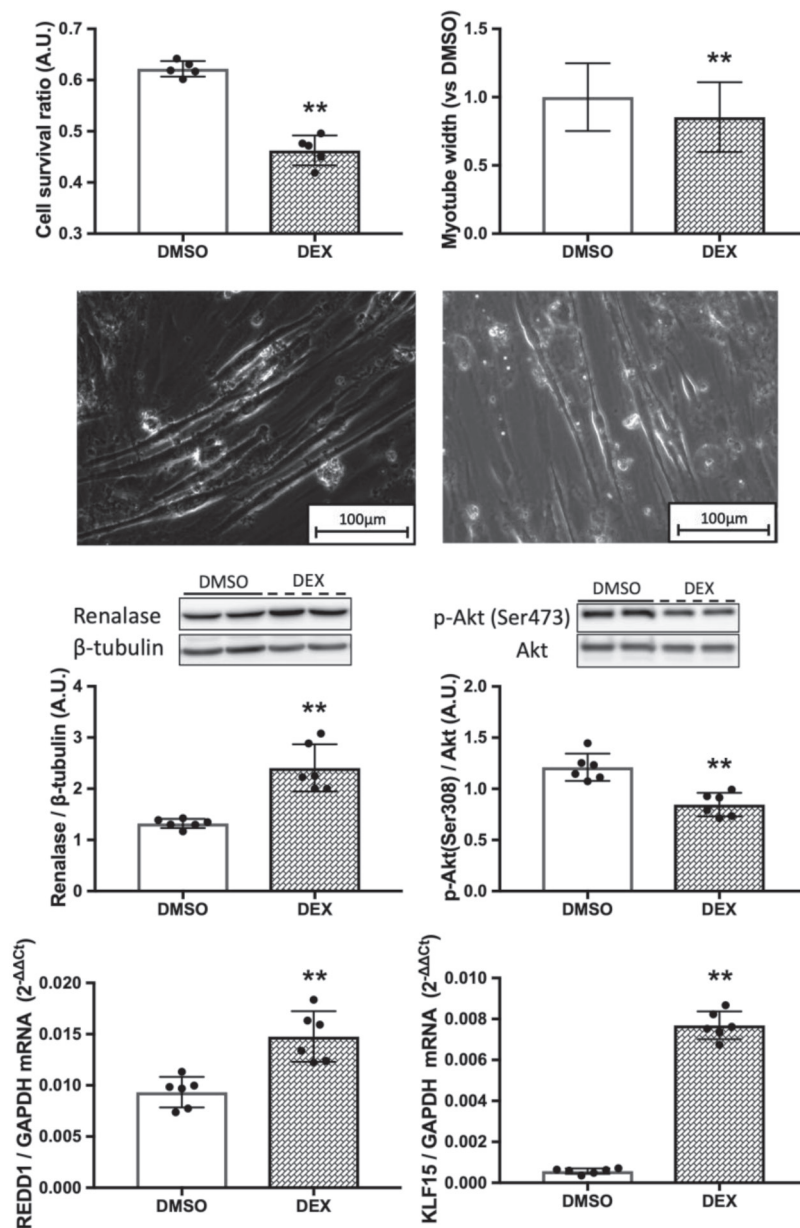 Cell survival ratio (A.U.)
0.7
0.6
0.5
0.4
0.3
**
DMSO
DEX
Myotube width (vs DMSO)
1.5
1.0
0.5
0.0
**
DMSO
DEX
100μm
100μm
DMSO
DEX
Renalase
β-tubulin
DMSO
DEX
p-Akt (Ser473)
Akt
Renalase / β-tubulin (A.U.)
4
3
2
1
0
**
DMSO
DEX
p-Akt(Ser308) / Akt (A.U.)
2.0
1.5
1.0
0.5
0.0
**
DMSO
DEX
REDD1 / GAPDH mRNA (2-ΔΔCt)
0.020
0.015
0.010
0.005
0.000
**
DMSO
DEX
KLF15 / GAPDH mRNA (2-ΔΔCt)
0.010
0.008
0.006
0.004
0.002
0.000
**
DMSO
DEX